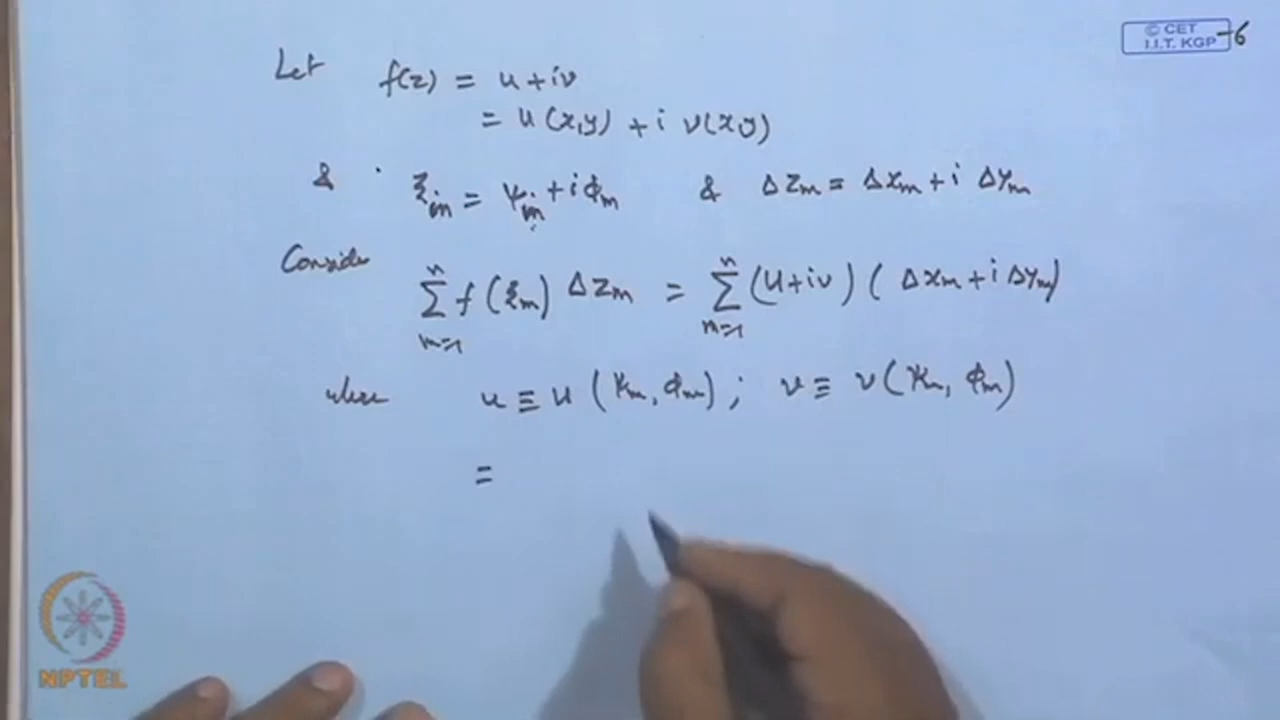 © CET
I.I.T. KGP
-6
Let f(z) = u+iv
= u(x,y) + i v(x,y)
& ξm = ψm + iφm & Δzm = Δxm + i Δym
Consider
n∑m=1 f(ξm) Δzm = n∑m=1 (u+iv) (Δxm + iΔym)
where u ≡ u(ψm, φm); v ≡ v(ψm, φm)
=
NPTEL